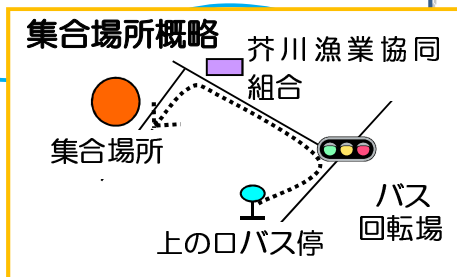 集合場所概略
芥川漁業協同
組合
集合場所
バス
回転場
上の口バス停